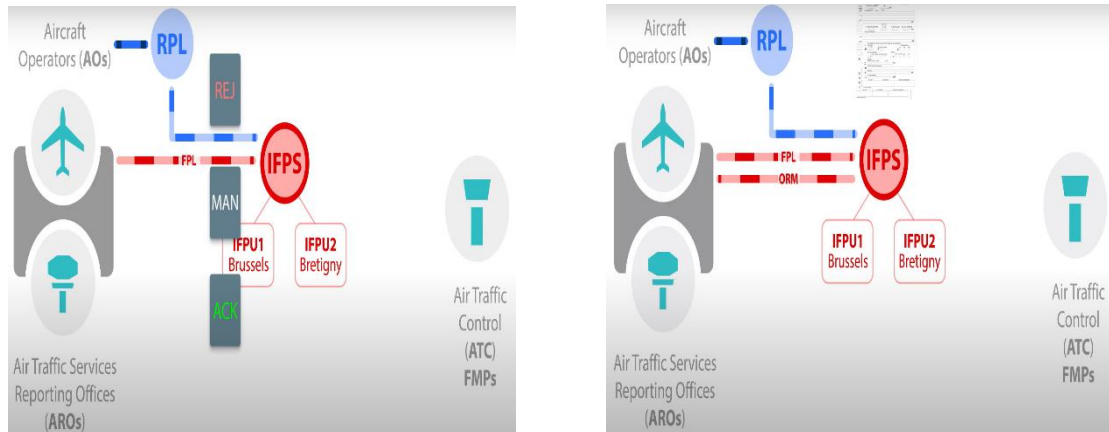 Aircraft
Operators (AOs)
RPL
REJ
FPL
IFPS
MAN
IFPU1
Brussels
IFPU2
Bretigny
ACK
Air Traffic
Control
(ATC)
FMPs
Air Traffic Services
Reporting Offices
(AROs)
Aircraft
Operators (AOs)
RPL
FPL
IFPS
ORM
IFPU1
Brussels
IFPU2
Bretigny
Air Traffic
Control
(ATC)
FMPs
Air Traffic Services
Reporting Offices
(AROs)